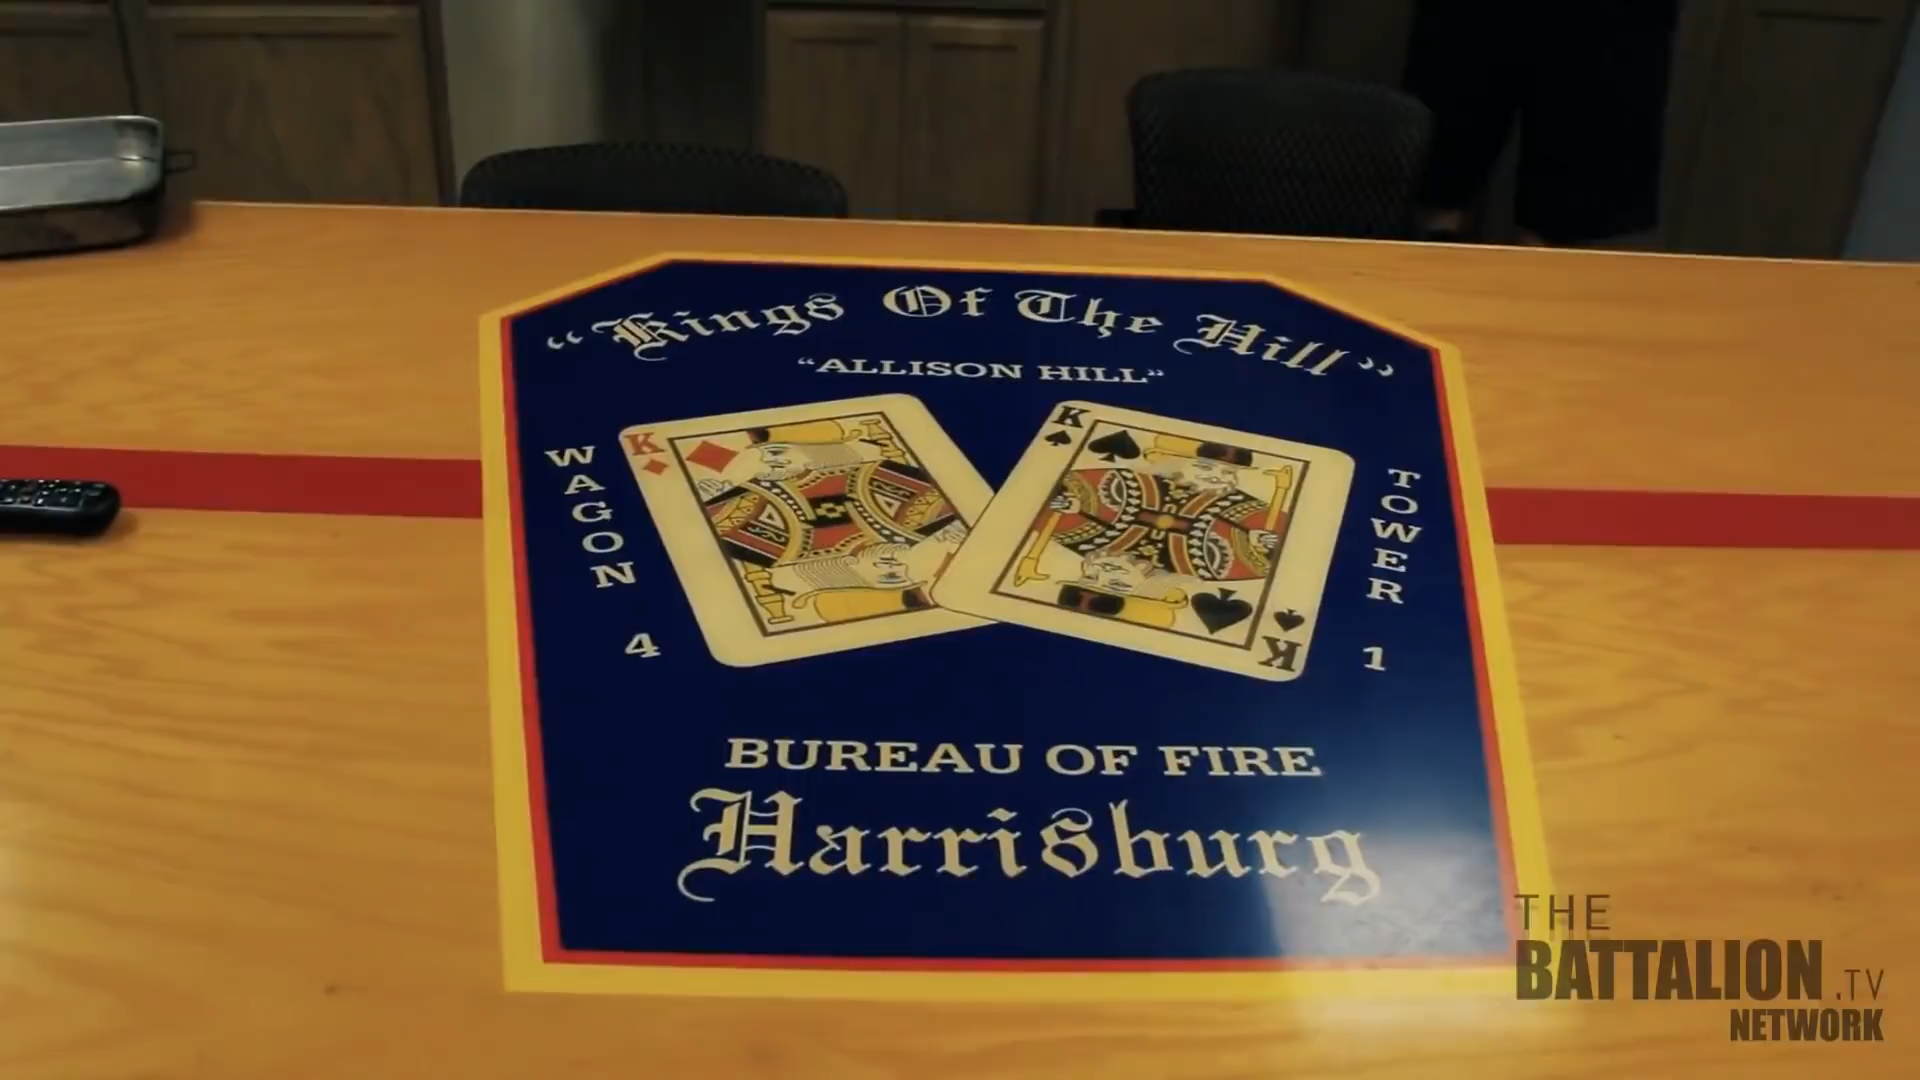 “Kings Of The Hill”
“ALLISON HILL”
K
K
WAGON
4
TOWER
1
K
BUREAU OF FIRE
Harrisburg
THE
BATTALION.TV
NETWORK